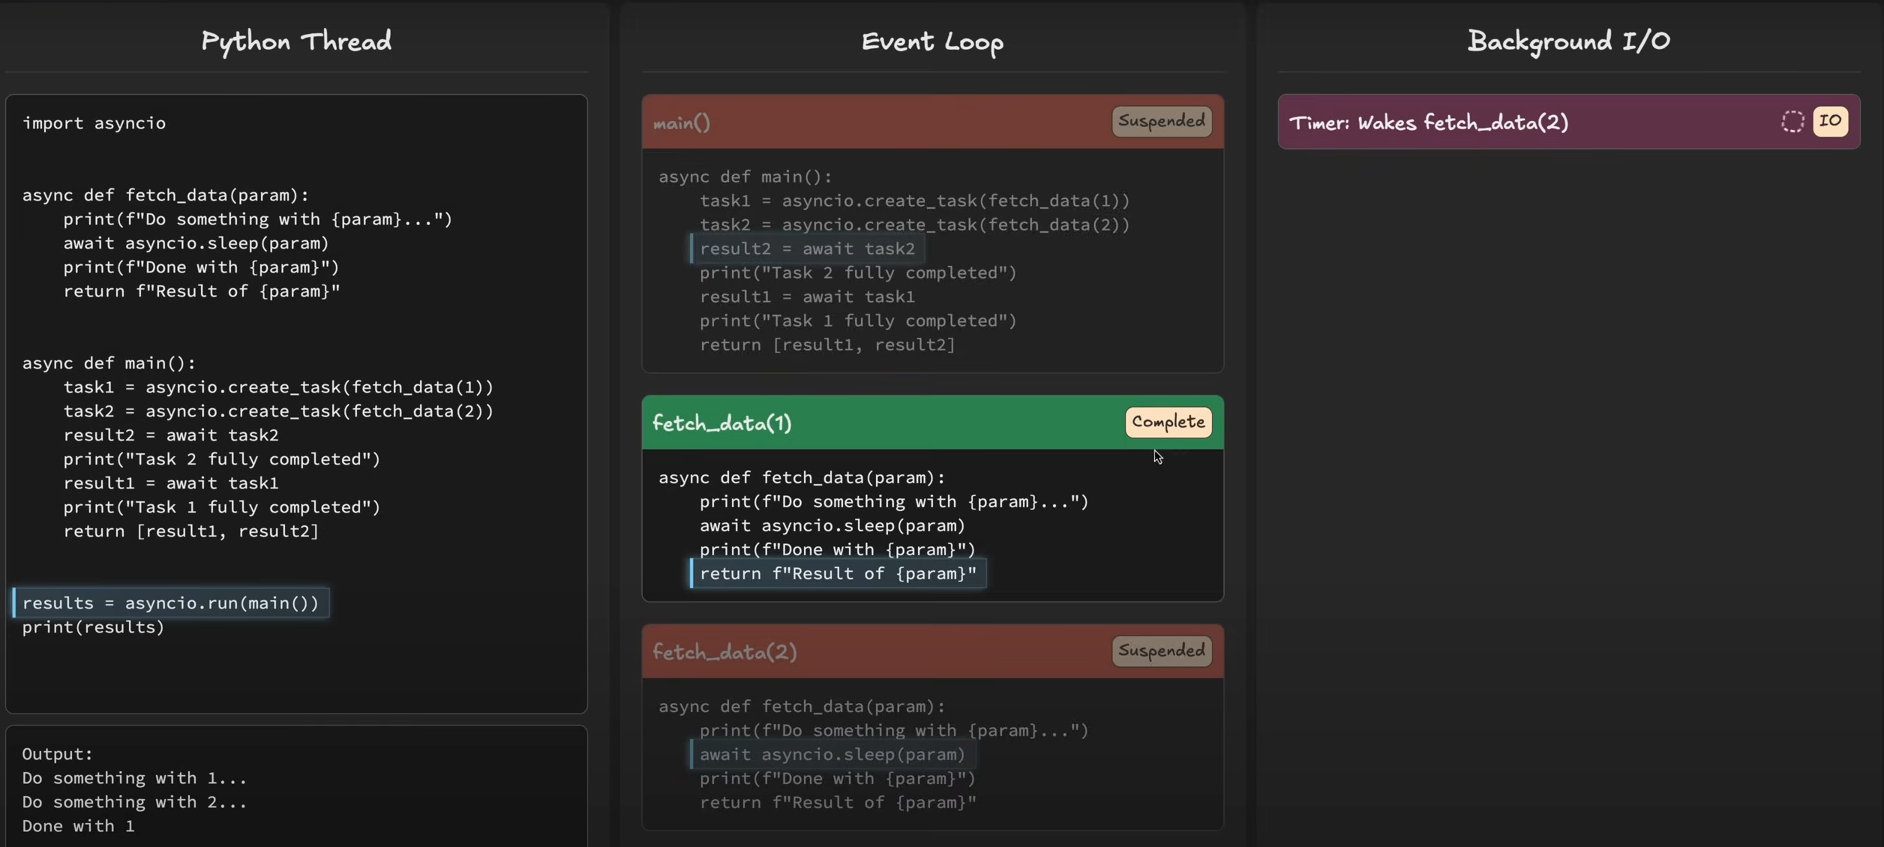 Python Thread
import asyncio
async def fetch_data(param):
    print(f"Do something with {param}...")
    await asyncio.sleep(param)
    print(f"Done with {param}")
    return f"Result of {param}"
async def main():
    task1 = asyncio.create_task(fetch_data(1))
    task2 = asyncio.create_task(fetch_data(2))
    result2 = await task2
    print("Task 2 fully completed")
    result1 = await task1
    print("Task 1 fully completed")
    return [result1, result2]
results = asyncio.run(main())
print(results)
Output:
Do something with 1...
Do something with 2...
Done with 1
Event Loop
main()
Suspended
async def main():
    task1 = asyncio.create_task(fetch_data(1))
    task2 = asyncio.create_task(fetch_data(2))
    result2 = await task2
    print("Task 2 fully completed")
    result1 = await task1
    print("Task 1 fully completed")
    return [result1, result2]
fetch_data(1)
Complete
async def fetch_data(param):
    print(f"Do something with {param}...")
    await asyncio.sleep(param)
    print(f"Done with {param}")
    return f"Result of {param}"
fetch_data(2)
Suspended
async def fetch_data(param):
    print(f"Do something with {param}...")
    await asyncio.sleep(param)
    print(f"Done with {param}")
    return f"Result of {param}"
Background I/O
Timer: Wakes fetch_data(2)
IO